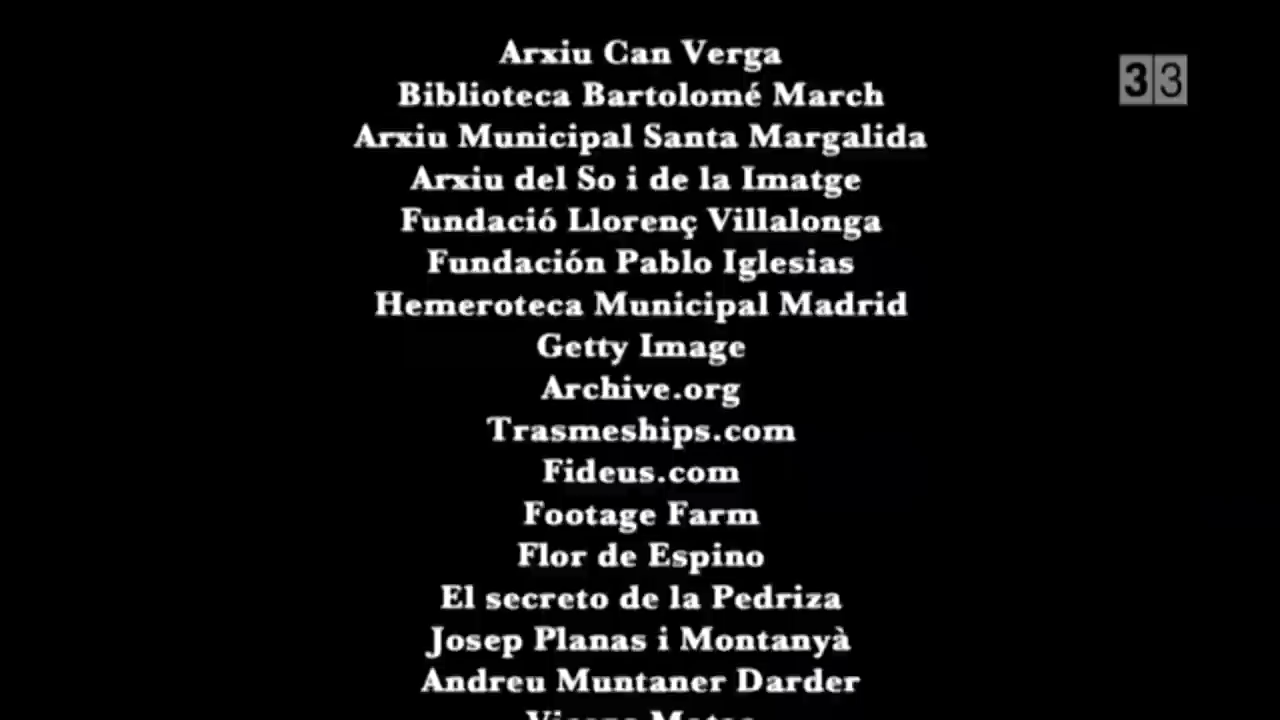 Arxiu Can Verga
33
Biblioteca Bartolomé March
Arxiu Municipal Santa Margalida
Arxiu del So i de la Imatge
Fundació Llorenç Villalonga
Fundación Pablo Iglesias
Hemeroteca Municipal Madrid
Getty Image
Archive.org
Trasmeships.com
Fideus.com
Footage Farm
Flor de Espino
El secreto de la Pedriza
Josep Planas i Montanyà
Andreu Muntaner Darder